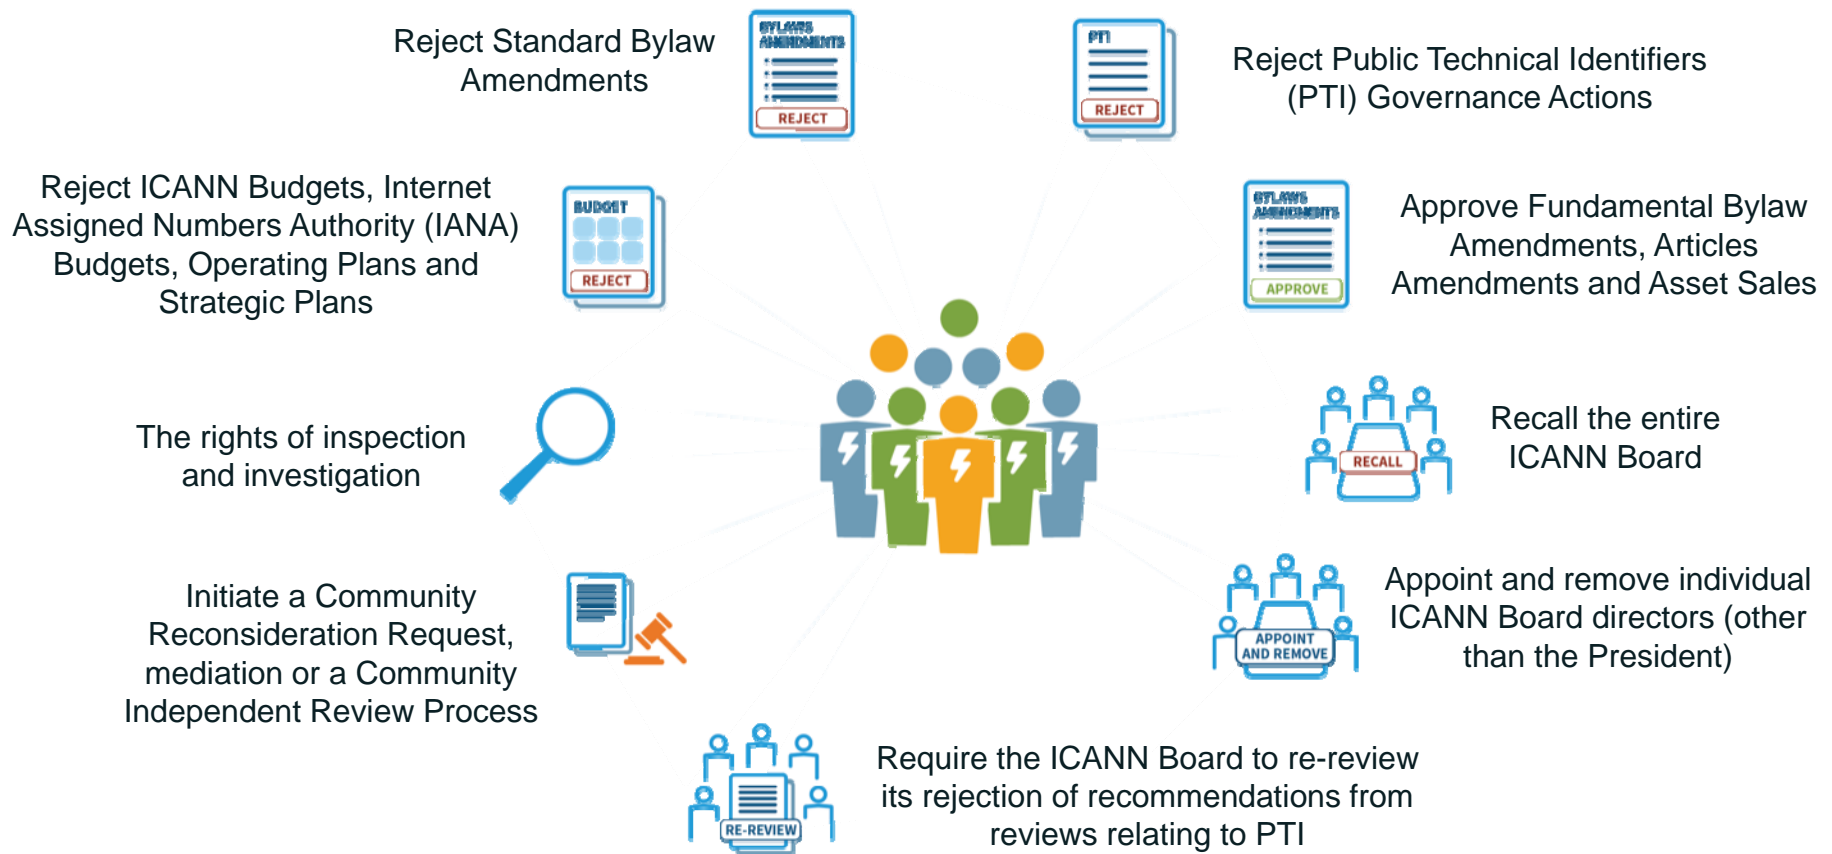 Reject Standard Bylaw
Amendments
BYLAWS
AMENDMENTS
REJECT
PTI
REJECT
Reject Public Technical Identifiers
(PTI) Governance Actions
Reject ICANN Budgets, Internet
Assigned Numbers Authority (IANA)
Budgets, Operating Plans and
Strategic Plans
BUDGET
REJECT
BYLAWS
AMENDMENTS
APPROVE
Approve Fundamental Bylaw
Amendments, Articles
Amendments and Asset Sales
The rights of inspection
and investigation
RECALL
Recall the entire
ICANN Board
Initiate a Community
Reconsideration Request,
mediation or a Community
Independent Review Process
APPOINT
AND REMOVE
Appoint and remove individual
ICANN Board directors (other
than the President)
RE-REVIEW
Require the ICANN Board to re-review
its rejection of recommendations from
reviews relating to PTI